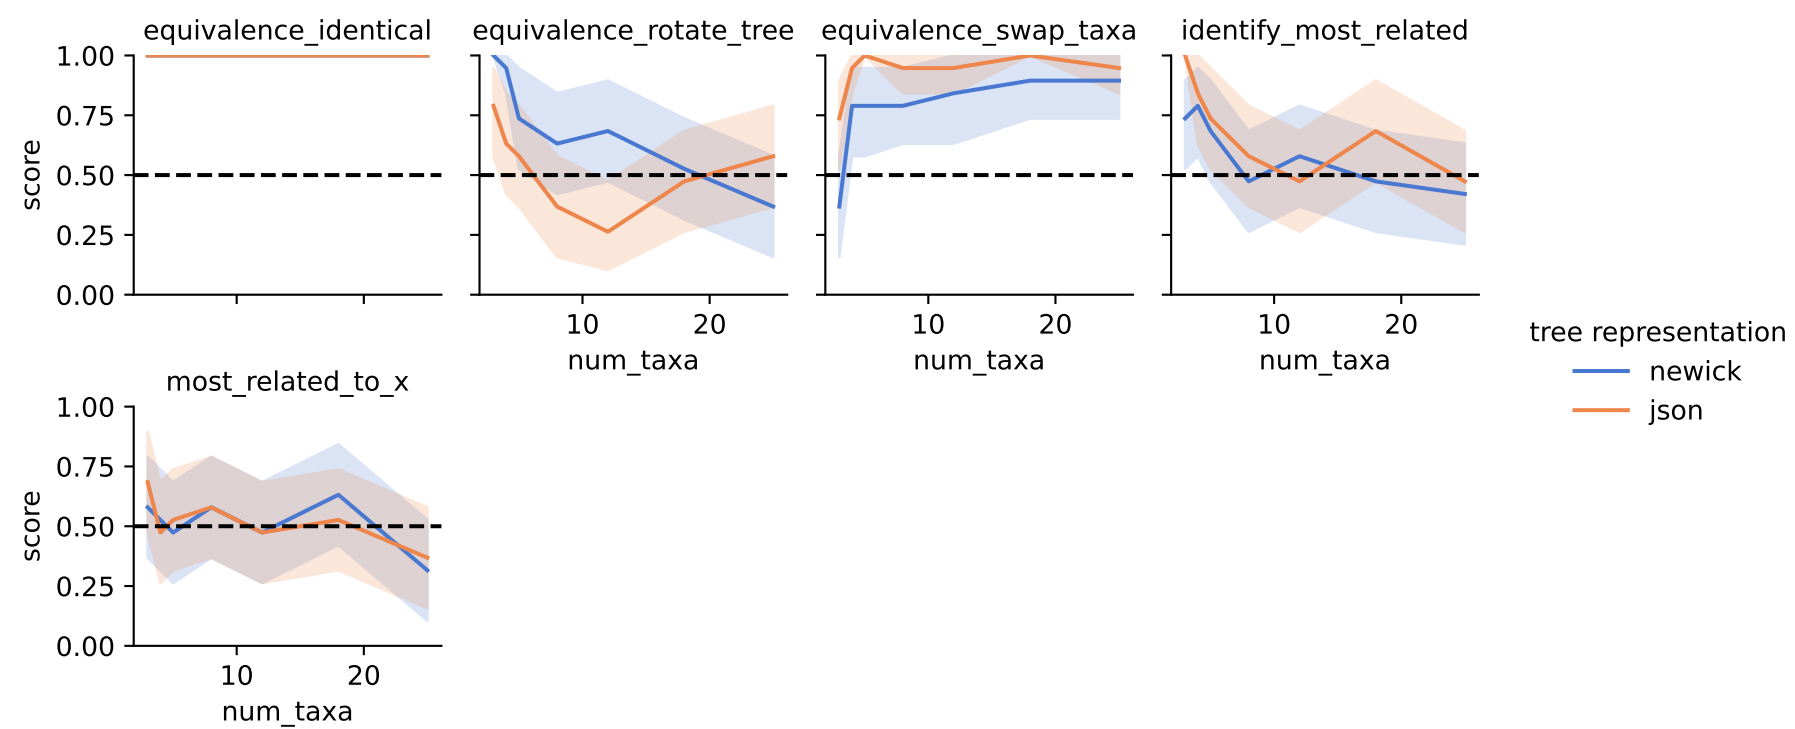 equivalence_identical
equivalence_rotate_tree
equivalence_swap_taxa
identify_most_related
score
1.00
0.75
0.50
0.25
0.00
10
20
10
20
10
20
num_taxa
num_taxa
num_taxa
tree representation
newick
json
most_related_to_x
score
1.00
0.75
0.50
0.25
0.00
10
20
num_taxa